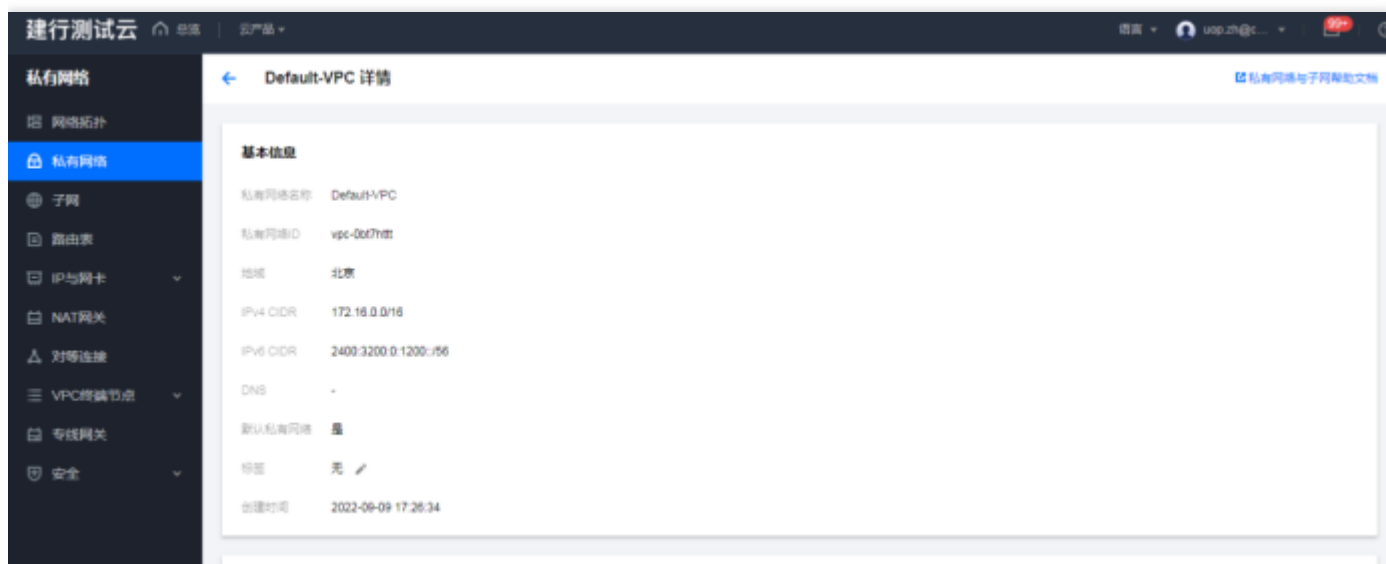 建行测试云 总览 云产品
语言 uop.zh@c... 99+
私有网络
Default-VPC 详情
私有网络与子网帮助文档
网络拓扑
私有网络
子网
路由表
IP与网卡
NAT网关
对等连接
VPC终端节点
专线网关
安全
基本信息
私有网络名称 Default-VPC
私有网络ID
地域 北京
IPv4 CIDR 172.16.0.0/16
IPv6 CIDR 2400:3200:0:1200::/56
DNS -
默认私有网络 是
标签 无
创建时间 2022-09-09 17:26:34